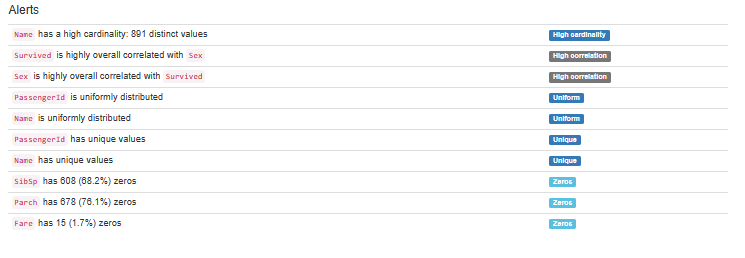 Alerts
Name has a high cardinality: 891 distinct values High cardinality
Survived is highly overall correlated with Sex High correlation
Sex is highly overall correlated with Survived High correlation
PassengerId is uniformly distributed Uniform
Name is uniformly distributed Uniform
PassengerId has unique values Unique
Name has unique values Unique
SibSp has 608 (68.2%) zeros Zeros
Parch has 678 (76.1%) zeros Zeros
Fare has 15 (1.7%) zeros Zeros